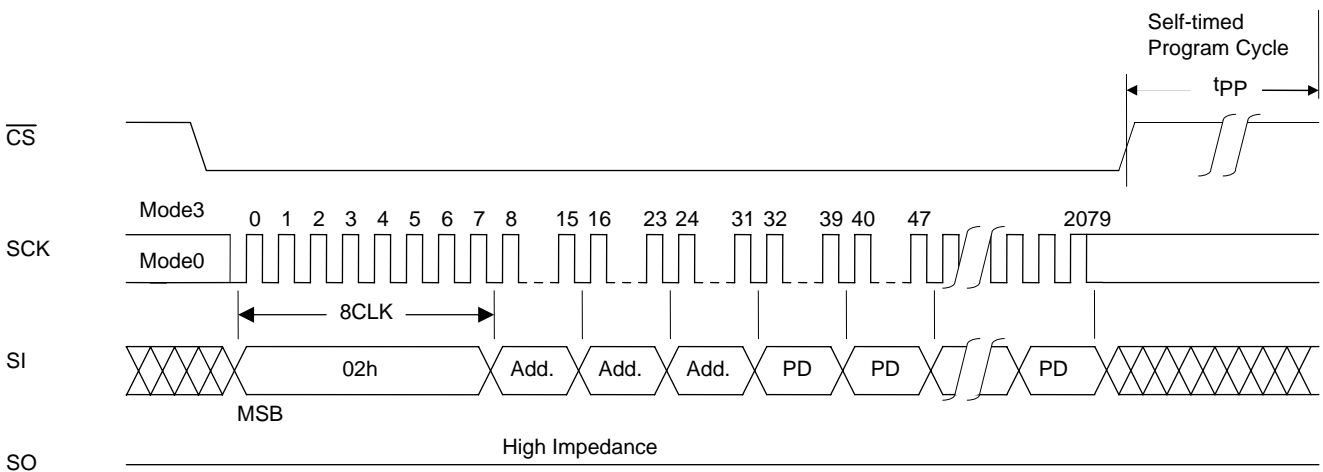 Self-timed
Program Cycle
tPP
CS
Mode3
0 1 2 3 4 5 6 7 8 15 16 23 24 31 32 39 40 47 2079
SCK
Mode0
8CLK
SI
02h Add. Add. Add. PD PD PD
MSB
High Impedance
SO